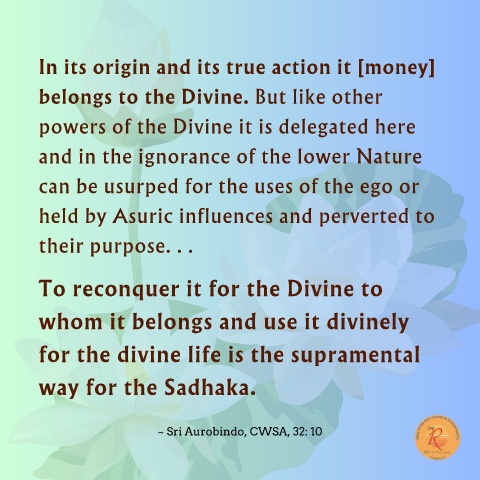 In its origin and its true action it [money]
belongs to the Divine. But like other
powers of the Divine it is delegated here
and in the ignorance of the lower Nature
can be usurped for the uses of the ego or
held by Asuric influences and perverted to
their purpose. . .
To reconquer it for the Divine to
whom it belongs and use it divinely
for the divine life is the supramental
way for the Sadhaka.
~ Sri Aurobindo, CWSA, 32: 10